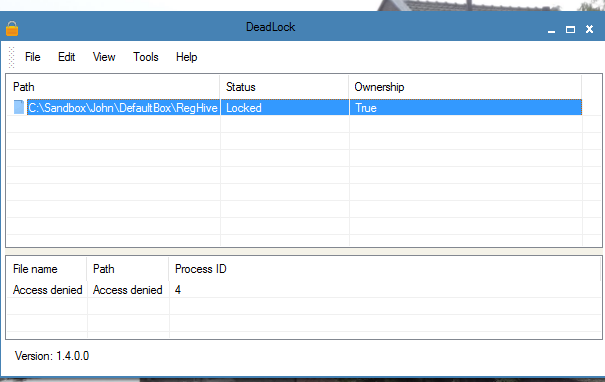 DeadLock
File Edit View Tools Help
Path Status Ownership
C:\Sandbox\John\DefaultBox\RegHive Locked True
File name Path Process ID
Access denied Access denied 4
Version: 1.4.0.0